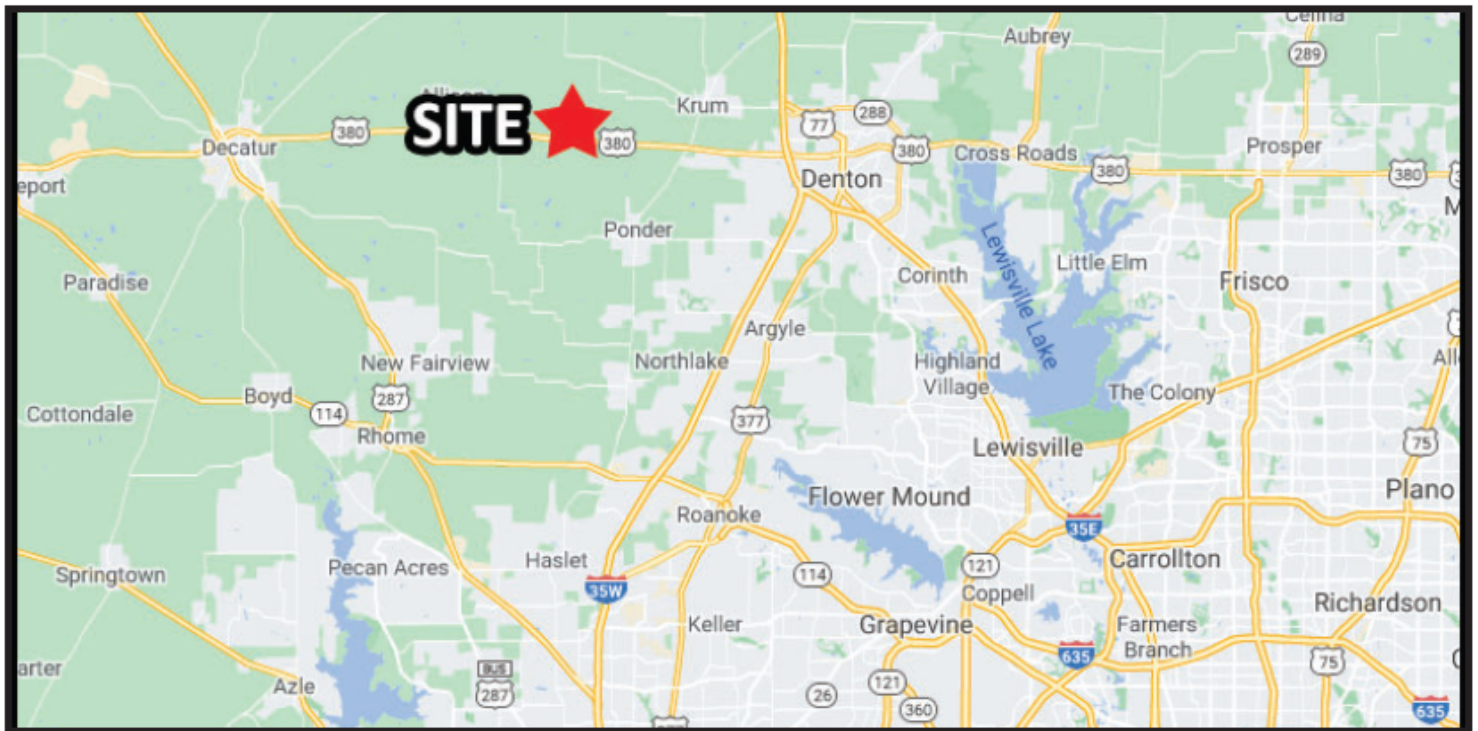 Celina
Aubrey
289
Allison
SITE
Krum
288
77
380
380
380
Decatur
Cross Roads
Prosper
380
380
eport
Denton
Ponder
Lewisville Lake
Paradise
Corinth
Little Elm
Frisco
Argyle
New Fairview
Northlake
Highland
Village
The Colony
Boyd
287
Cottondale
114
377
Rhome
Lewisville
75
Flower Mound
Plano
Roanoke
35E
Haslet
Carrollton
Springtown
Pecan Acres
114
121
35W
Coppell
Richardson
Keller
Grapevine
Farmers
Branch
635
75
arter
BUS
287
Azle
121
26
360
635